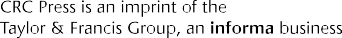 CRC Press is an imprint of the
Taylor & Francis Group, an informa business